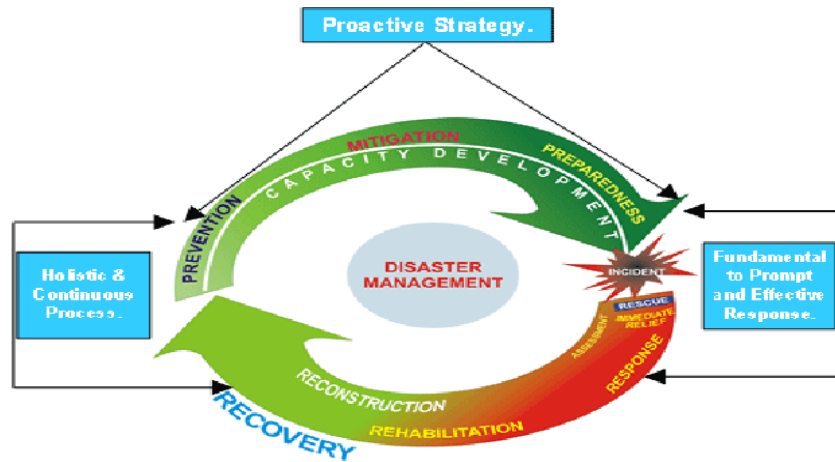 Proactive Strategy.
MITIGATION
CAPACITY DEVELOPMENT
PREPAREDNESS
PREVENTION
Holistic &
Continuous
Process.
DISASTER
MANAGEMENT
INCIDENT
Fundamental
to Prompt
and Effective
Response.
RESCUE
IMMEDIATE
RELIEF
ASSESSMENT
RESPONSE
RECONSTRUCTION
REHABILITATION
RECOVERY